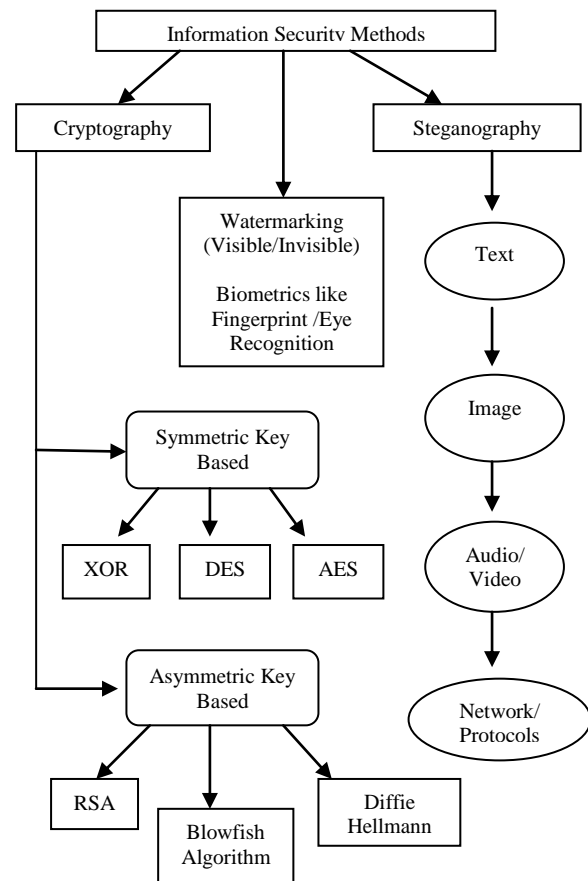 Information Security Methods
Cryptography
Steganography
Watermarking
(Visible/Invisible)
Biometrics like
Fingerprint /Eye
Recognition
Text
Image
Symmetric Key
Based
XOR
DES
AES
Audio/
Video
Asymmetric Key
Based
Network/
Protocols
RSA
Blowfish
Algorithm
Diffie
Hellmann